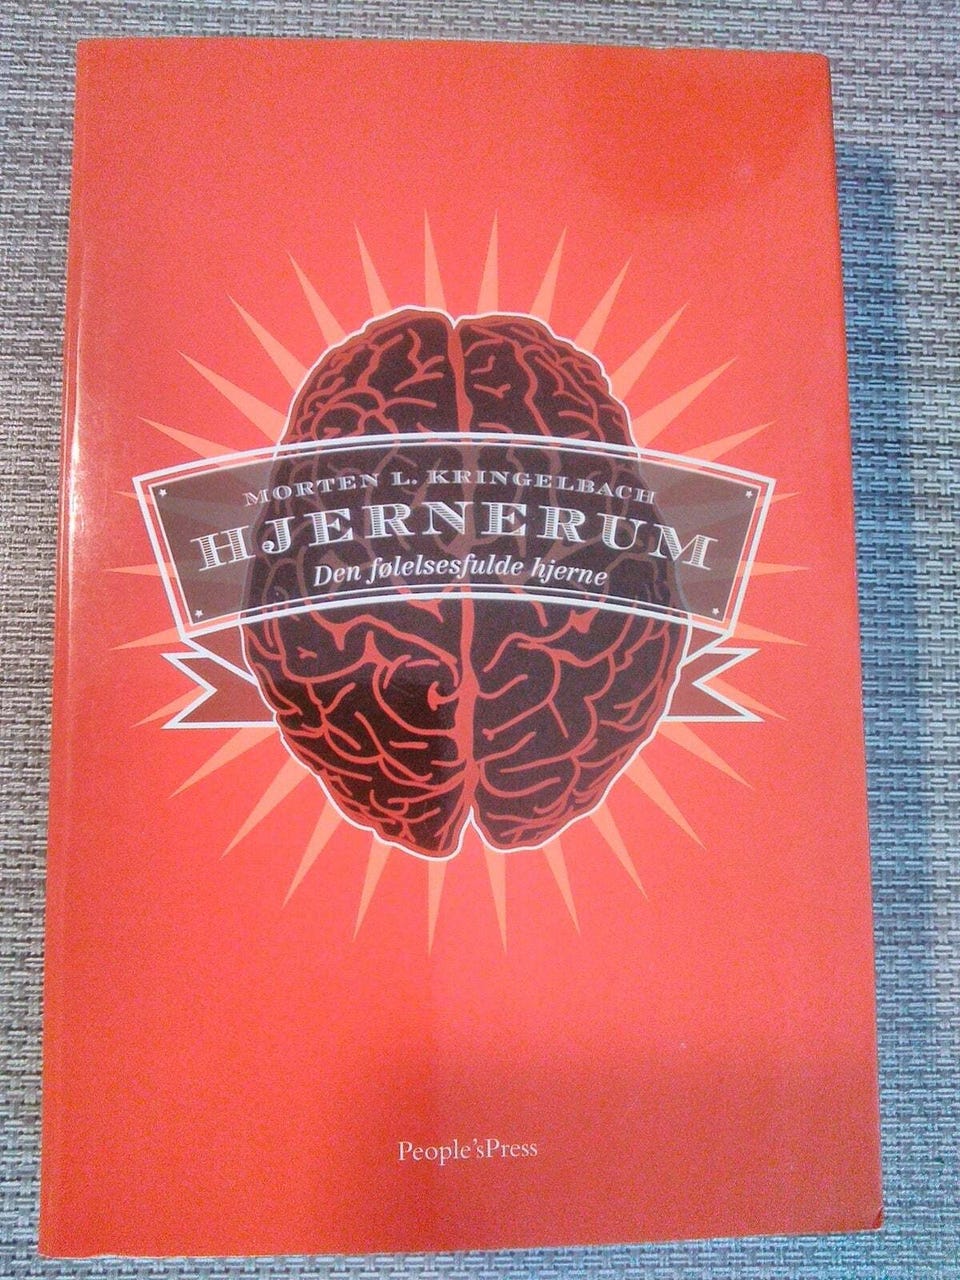 MORTEN L. KRINGELBACH
HJERNERUM
Den følelsesfulde hjerne
People'sPress